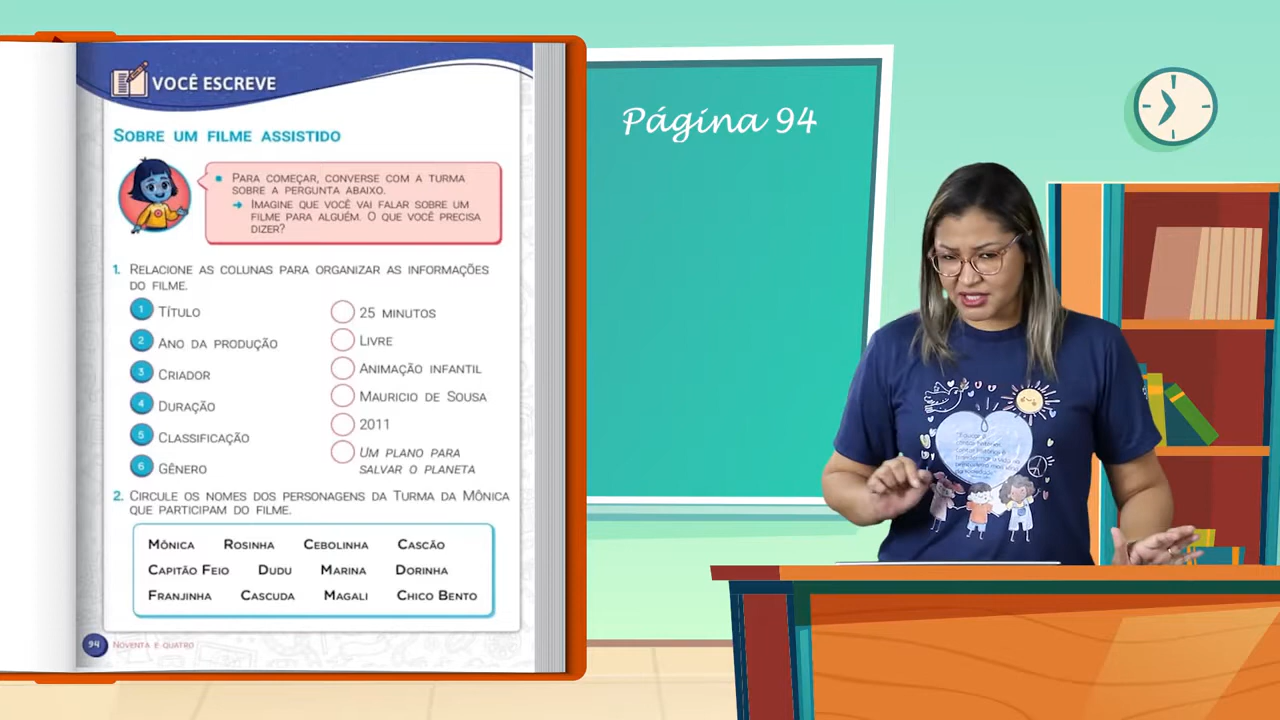 VOCÊ ESCREVE
SOBRE UM FILME ASSISTIDO
PARA COMEÇAR, CONVERSE COM A TURMA
SOBRE A PERGUNTA ABAIXO.
IMAGINE QUE VOCÊ VAI FALAR SOBRE UM
FILME PARA ALGUÉM. O QUE VOCÊ PRECISA
DIZER?
1. RELACIONE AS COLUNAS PARA ORGANIZAR AS INFORMAÇÕES
DO FILME.
1 TÍTULO
2 ANO DA PRODUÇÃO
3 CRIADOR
4 DURAÇÃO
5 CLASSIFICAÇÃO
6 GÊNERO
25 MINUTOS
LIVRE
ANIMAÇÃO INFANTIL
MAURICIO DE SOUSA
2011
UM PLANO PARA
SALVAR O PLANETA
2. CIRCULE OS NOMES DOS PERSONAGENS DA TURMA DA MÔNICA
QUE PARTICIPAM DO FILME.
MÔNICA ROSINHA CEBOLINHA CASCÃO
CAPITÃO FEIO DUDU MARINA DORINHA
FRANJINHA CASCUDA MAGALI CHICO BENTO
94 NOVENTA E QUATRO
Página 94
"Educar é